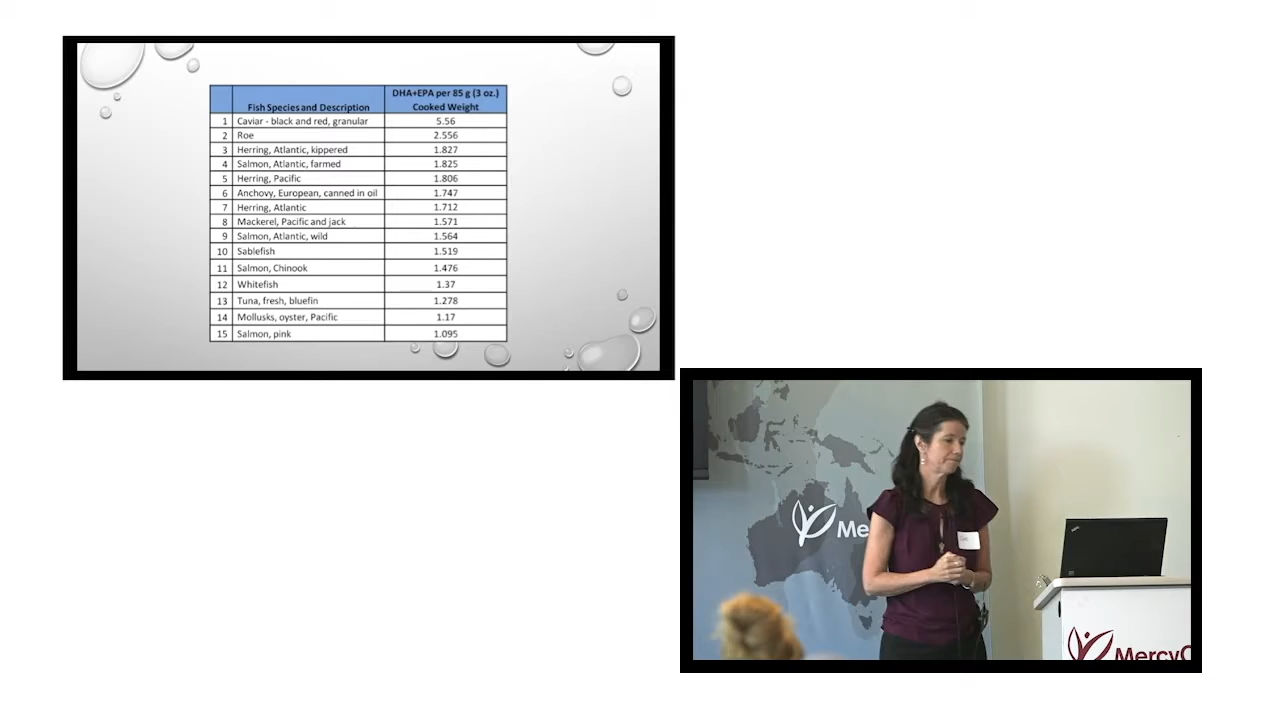 Fish Species and Description
DHA+EPA per 85 g (3 oz.)
Cooked Weight
1 Caviar - black and red, granular 5.56
2 Roe 2.556
3 Herring, Atlantic, kippered 1.827
4 Salmon, Atlantic, farmed 1.825
5 Herring, Pacific 1.806
6 Anchovy, European, canned in oil 1.747
7 Herring, Atlantic 1.712
8 Mackerel, Pacific and jack 1.571
9 Salmon, Atlantic, wild 1.564
10 Sablefish 1.519
11 Salmon, Chinook 1.476
12 Whitefish 1.37
13 Tuna, fresh, bluefin 1.278
14 Mollusks, oyster, Pacific 1.17
15 Salmon, pink 1.095
Me
MercyC